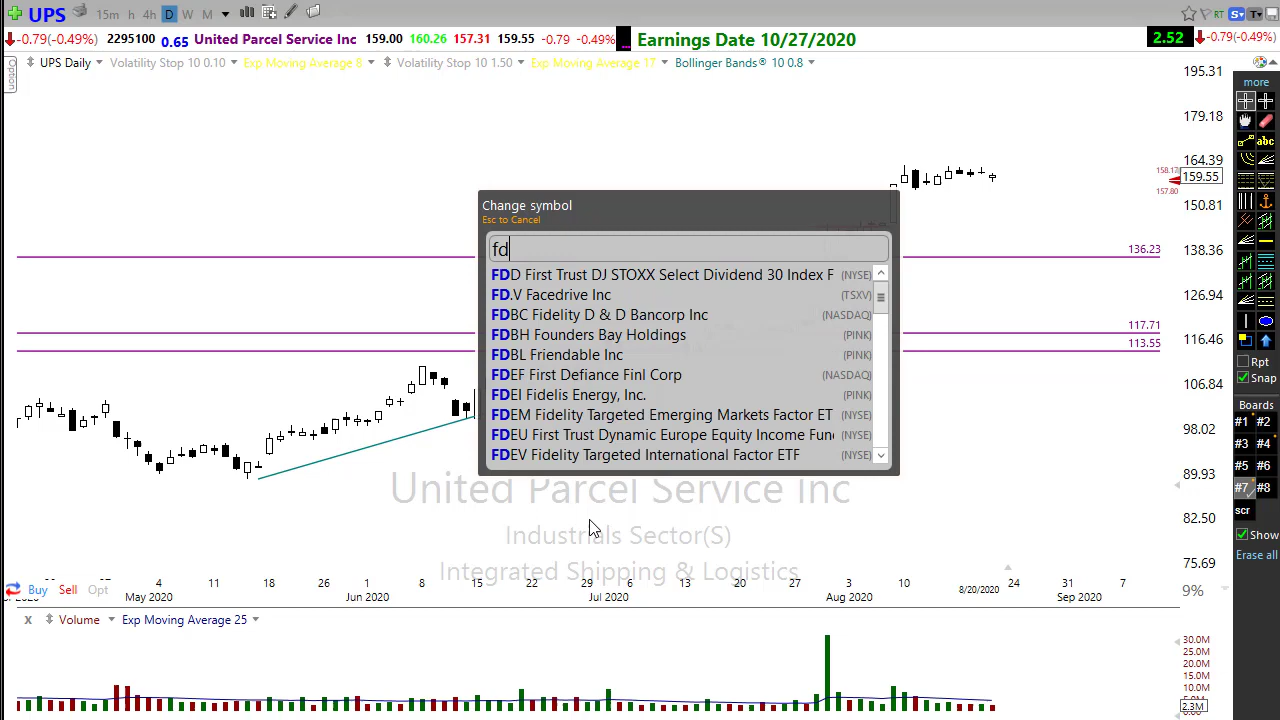 UPS 15m h 4h D W M RT S T
-0.79(-0.49%) 2295100 0.65 United Parcel Service Inc 159.00 160.26 157.31 159.55 -0.79 -0.49% ... Earnings Date 10/27/2020 2.52 -0.79(-0.49%)
Option UPS Daily Volatility Stop 10 0.10 Exp Moving Average 8 Volatility Stop 10 1.50 Exp Moving Average 17 Bollinger Bands® 10 0.8
195.31
more
179.18
abc
164.39
158.17
159.55
157.80
150.81
136.23
138.36
126.94
117.71
116.46
113.55
106.84
98.02
89.93
82.50
75.69
Change symbol
Esc to Cancel
fd
FDD First Trust DJ STOXX Select Dividend 30 Index F (NYSE)
FD.V Facedrive Inc (TSXV)
FDBC Fidelity D & D Bancorp Inc (NASDAQ)
FDBH Founders Bay Holdings (PINK)
FDBL Friendable Inc (PINK)
FDEF First Defiance Finl Corp (NASDAQ)
FDEI Fidelis Energy, Inc. (PINK)
FDEM Fidelity Targeted Emerging Markets Factor ET (NYSE)
FDEU First Trust Dynamic Europe Equity Income Fund (NYSE)
FDEV Fidelity Targeted International Factor ETF (NYSE)
Rpt
Snap
Boards
#1 #2
#3 #4
#5 #6
#7 #8
scr
Show
Erase all
United Parcel Service Inc
Industrials Sector(S)
Integrated Shipping & Logistics
4 11 18 26 1 8 15 22 29 6 13 20 27 3 10 24 31 7
May 2020 Jun 2020 Jul 2020 Aug 2020 8/20/2020 Sep 2020
Buy Sell Opt 9%
X Volume Exp Moving Average 25
30.0M
25.0M
20.0M
15.0M
10.0M
2.3M